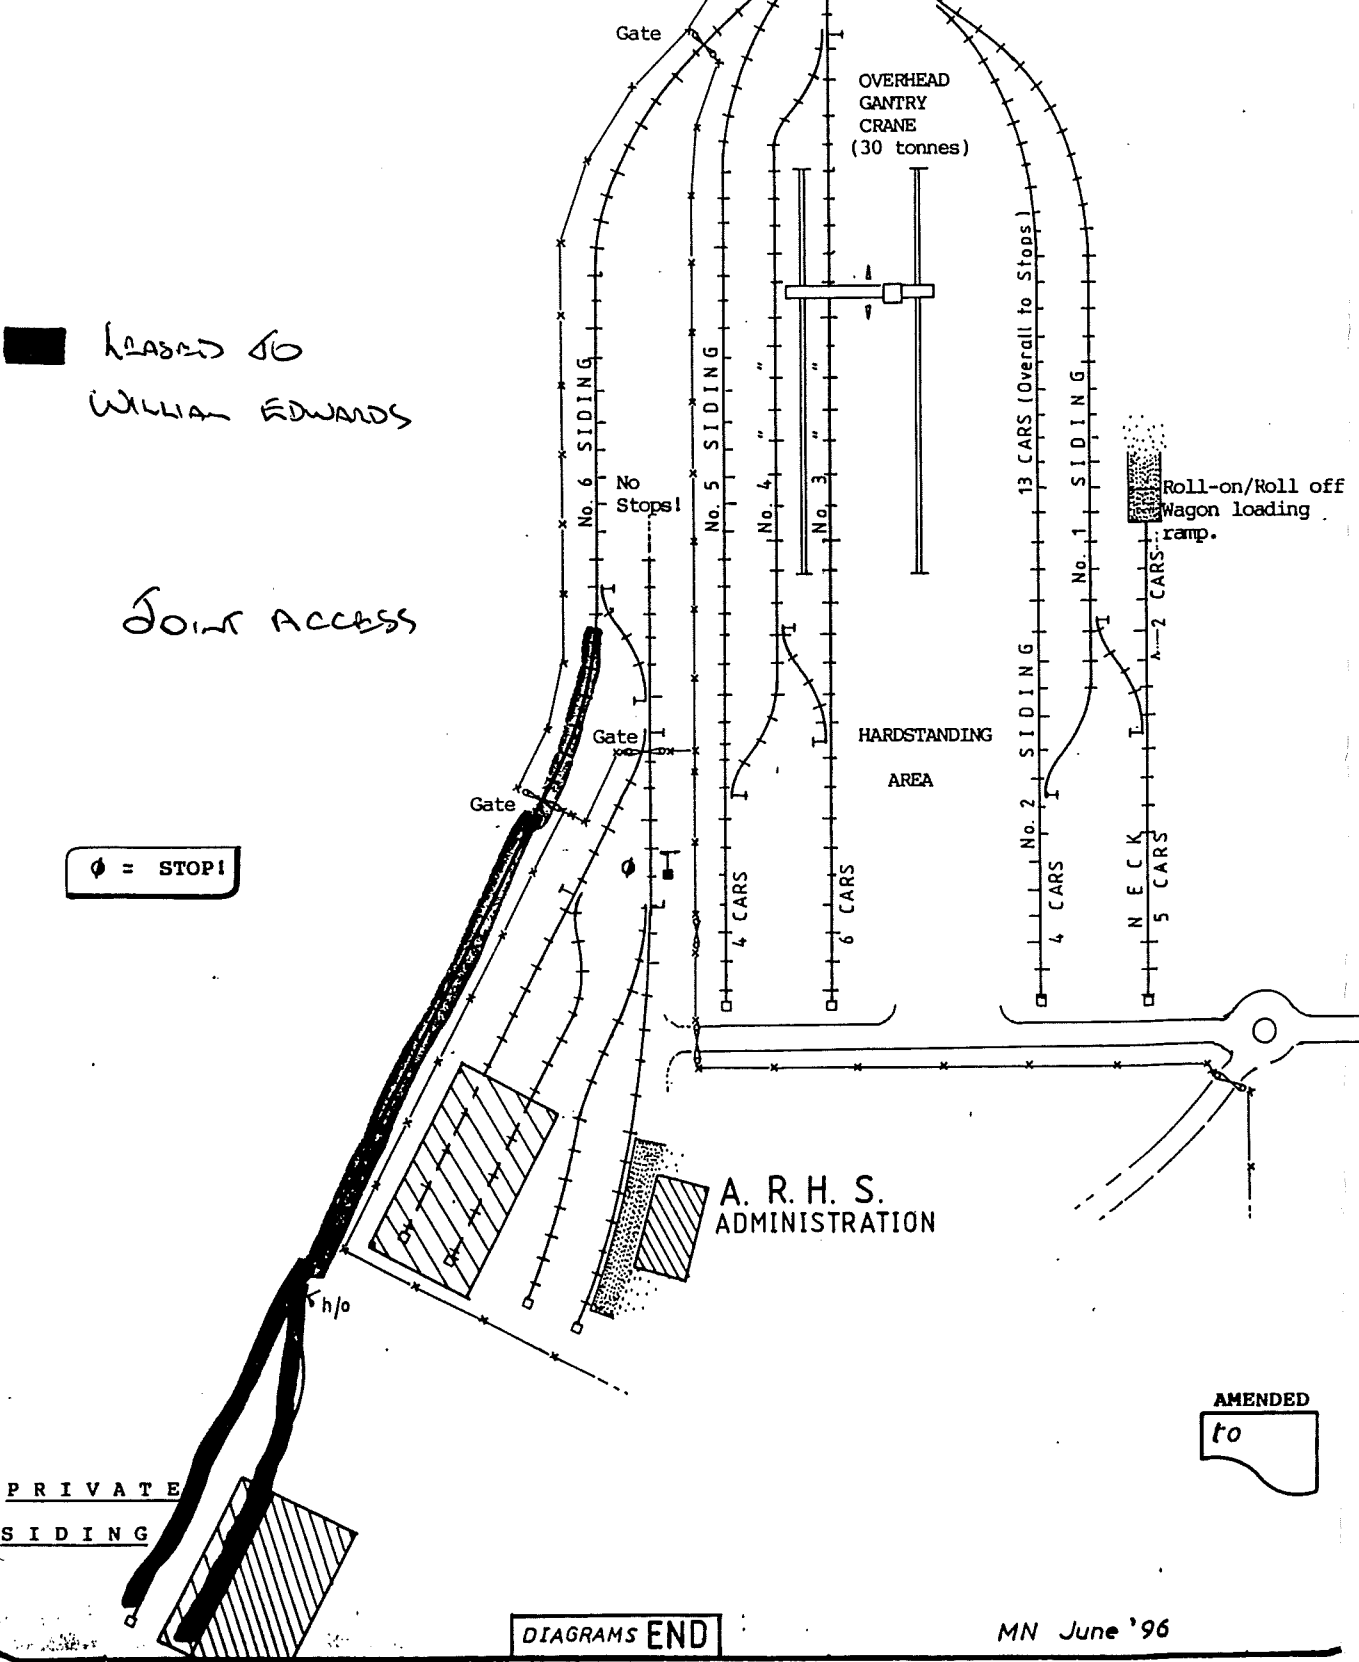 Gate
OVERHEAD
GANTRY
CRANE
(30 tonnes)
LEASED TO
WILLIAM EDWARDS
No. 6 SIDING
No
Stops!
No. 5 SIDING
No. 4 " "
No. 3 " "
13 CARS (Overall to Stops)
No. 1 SIDING
Roll-on/Roll off
Wagon loading
ramp.
2 CARS
JOINT ACCESS
No. 2 SIDING
Gate
HARDSTANDING
AREA
Gate
ø = STOP!
ø
4 CARS
6 CARS
4 CARS
NECK
5 CARS
A. R. H. S.
ADMINISTRATION
h/o
AMENDED
to
PRIVATE
SIDING
DIAGRAMS END
MN June '96